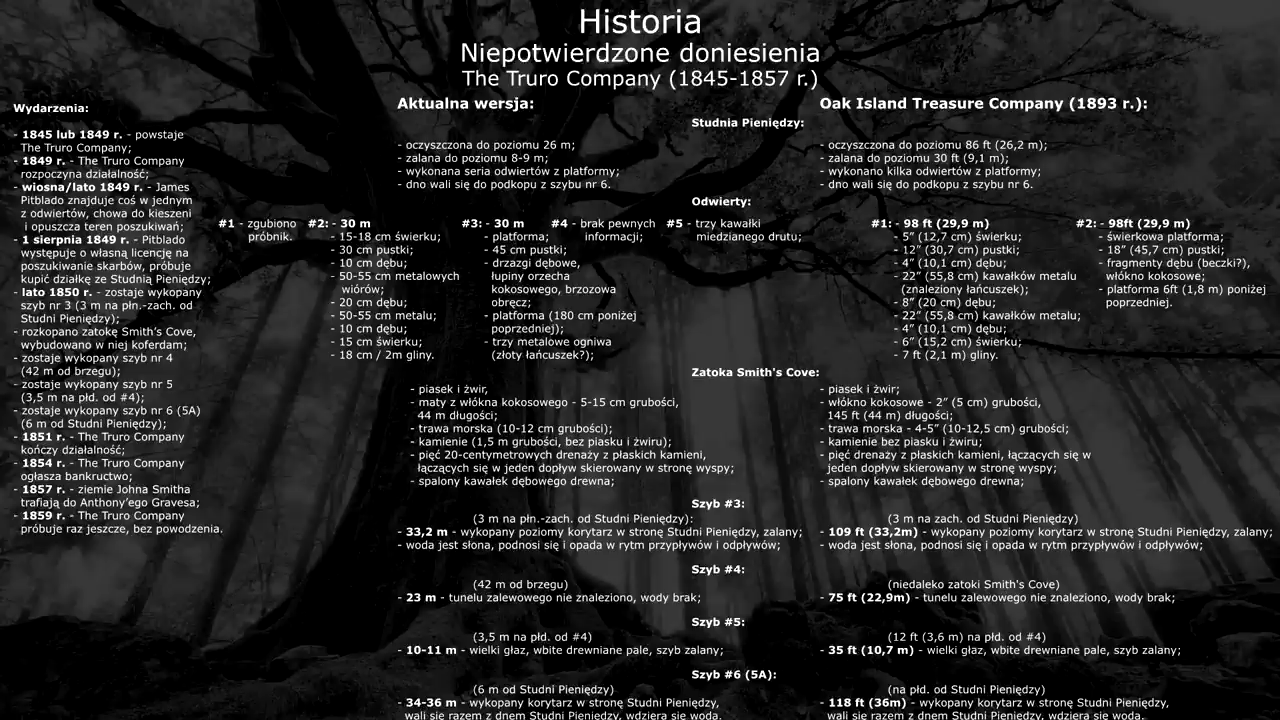 Historia
Niepotwierdzone doniesienia
The Truro Company (1845-1857 r.)
Wydarzenia:
- 1845 lub 1849 r. - powstaje
The Truro Company;
- 1849 r. - The Truro Company
rozpoczyna działalność;
- wiosna/lato 1849 r. - James
Pitblado znajduje coś w jednym
z odwiertów, chowa do kieszeni
i opuszcza teren poszukiwań;
- 1 sierpnia 1849 r. - Pitblado
występuje o własną licencję na
poszukiwanie skarbów, próbuje
kupić działkę ze Studnią Pieniędzy;
- lato 1850 r. - zostaje wykopany
szyb nr 3 (3 m na płn.-zach. od
Studni Pieniędzy);
- rozkopano zatokę Smith's Cove,
wybudowano w niej koferdam;
- zostaje wykopany szyb nr 4
(42 m od brzegu);
- zostaje wykopany szyb nr 5
(3,5 m na płd. od #4);
- zostaje wykopany szyb nr 6 (5A)
(6 m od Studni Pieniędzy);
- 1851 r. - The Truro Company
kończy działalność;
- 1854 r. - The Truro Company
ogłasza bankructwo;
- 1857 r. - ziemie Johna Smitha
trafiają do Anthony'ego Gravesa;
- 1859 r. - The Truro Company
próbuje raz jeszcze, bez powodzenia.
Aktualna wersja:
Oak Island Treasure Company (1893 r.):
Studnia Pieniędzy:
- oczyszczona do poziomu 26 m;
- zalana do poziomu 8-9 m;
- wykonana seria odwiertów z platformy;
- dno wali się do podkopu z szybu nr 6.
- oczyszczona do poziomu 86 ft (26,2 m);
- zalana do poziomu 30 ft (9,1 m);
- wykonano kilka odwiertów z platformy;
- dno wali się do podkopu z szybu nr 6.
Odwierty:
#1 - zgubiono
próbnik.
#2: - 30 m
- 15-18 cm świerku;
- 30 cm pustki;
- 10 cm dębu;
- 50-55 cm metalowych
wiórów;
- 20 cm dębu;
- 50-55 cm metalu;
- 10 cm dębu;
- 15 cm świerku;
- 18 cm / 2m gliny.
#3: - 30 m
- platforma;
- 45 cm pustki;
- drzazgi dębowe,
łupiny orzecha
kokosowego, brzozowa
obręcz;
- platforma (180 cm poniżej
poprzedniej);
- trzy metalowe ogniwa
(złoty łańcuszek?);
#4 - brak pewnych
informacji;
#5 - trzy kawałki
miedzianego drutu;
#1: - 98 ft (29,9 m)
- 5” (12,7 cm) świerku;
- 12” (30,7 cm) pustki;
- 4” (10,1 cm) dębu;
- 22” (55,8 cm) kawałków metalu
(znaleziony łańcuszek);
- 8” (20 cm) dębu;
- 22” (55,8 cm) kawałków metalu;
- 4” (10,1 cm) dębu;
- 6” (15,2 cm) świerku;
- 7 ft (2,1 m) gliny.
#2: - 98ft (29,9 m)
- świerkowa platforma;
- 18” (45,7 cm) pustki;
- fragmenty dębu (beczki?),
włókno kokosowe;
- platforma 6ft (1,8 m) poniżej
poprzedniej.
Zatoka Smith's Cove:
- piasek i żwir,
- maty z włókna kokosowego - 5-15 cm grubości,
44 m długości;
- trawa morska (10-12 cm grubości);
- kamienie (1,5 m grubości, bez piasku i żwiru);
- pięć 20-centymetrowych drenaży z płaskich kamieni,
łączących się w jeden dopływ skierowany w stronę wyspy;
- spalony kawałek dębowego drewna;
- piasek i żwir;
- włókno kokosowe - 2” (5 cm) grubości,
145 ft (44 m) długości;
- trawa morska - 4-5” (10-12,5 cm) grubości;
- kamienie bez piasku i żwiru;
- pięć drenaży z płaskich kamieni, łączących się w
jeden dopływ skierowany w stronę wyspy;
- spalony kawałek dębowego drewna;
Szyb #3:
(3 m na płn.-zach. od Studni Pieniędzy):
- 33,2 m - wykopany poziomy korytarz w stronę Studni Pieniędzy, zalany;
- woda jest słona, podnosi się i opada w rytm przypływów i odpływów;
(3 m na zach. od Studni Pieniędzy)
- 109 ft (33,2m) - wykopany poziomy korytarz w stronę Studni Pieniędzy, zalany;
- woda jest słona, podnosi się i opada w rytm przypływów i odpływów;
Szyb #4:
(42 m od brzegu)
- 23 m - tunelu zalewowego nie znaleziono, wody brak;
(niedaleko zatoki Smith's Cove)
- 75 ft (22,9m) - tunelu zalewowego nie znaleziono, wody brak;
Szyb #5:
(3,5 m na płd. od #4)
- 10-11 m - wielki głaz, wbite drewniane pale, szyb zalany;
(12 ft (3,6 m) na płd. od #4)
- 35 ft (10,7 m) - wielki głaz, wbite drewniane pale, szyb zalany;
Szyb #6 (5A):
(6 m od Studni Pieniędzy)
- 34-36 m - wykopany korytarz w stronę Studni Pieniędzy,
wali się razem z dnem Studni Pieniędzy, wdziera się woda.
(na płd. od Studni Pieniędzy)
- 118 ft (36m) - wykopany korytarz w stronę Studni Pieniędzy,
wali się razem z dnem Studni Pieniędzy, wdziera się woda.